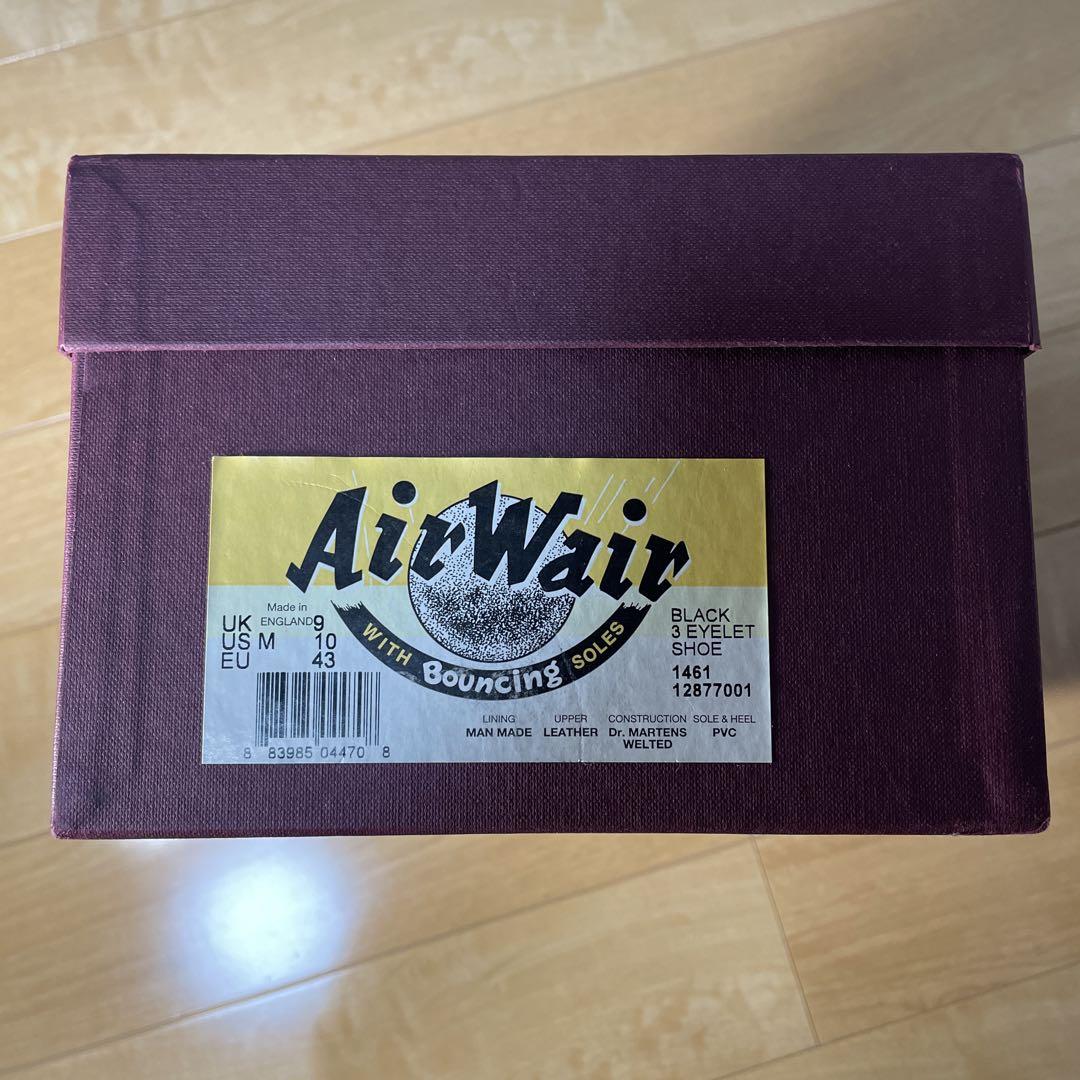 AirWair
WITH Bouncing SOLES
Made in
ENGLAND
UK 9
US M 10
EU 43
8 83985 04470 8
BLACK
3 EYELET
SHOE
1461
12877001
LINING
MAN MADE
UPPER
LEATHER
CONSTRUCTION
Dr. MARTENS
WELTED
SOLE & HEEL
PVC